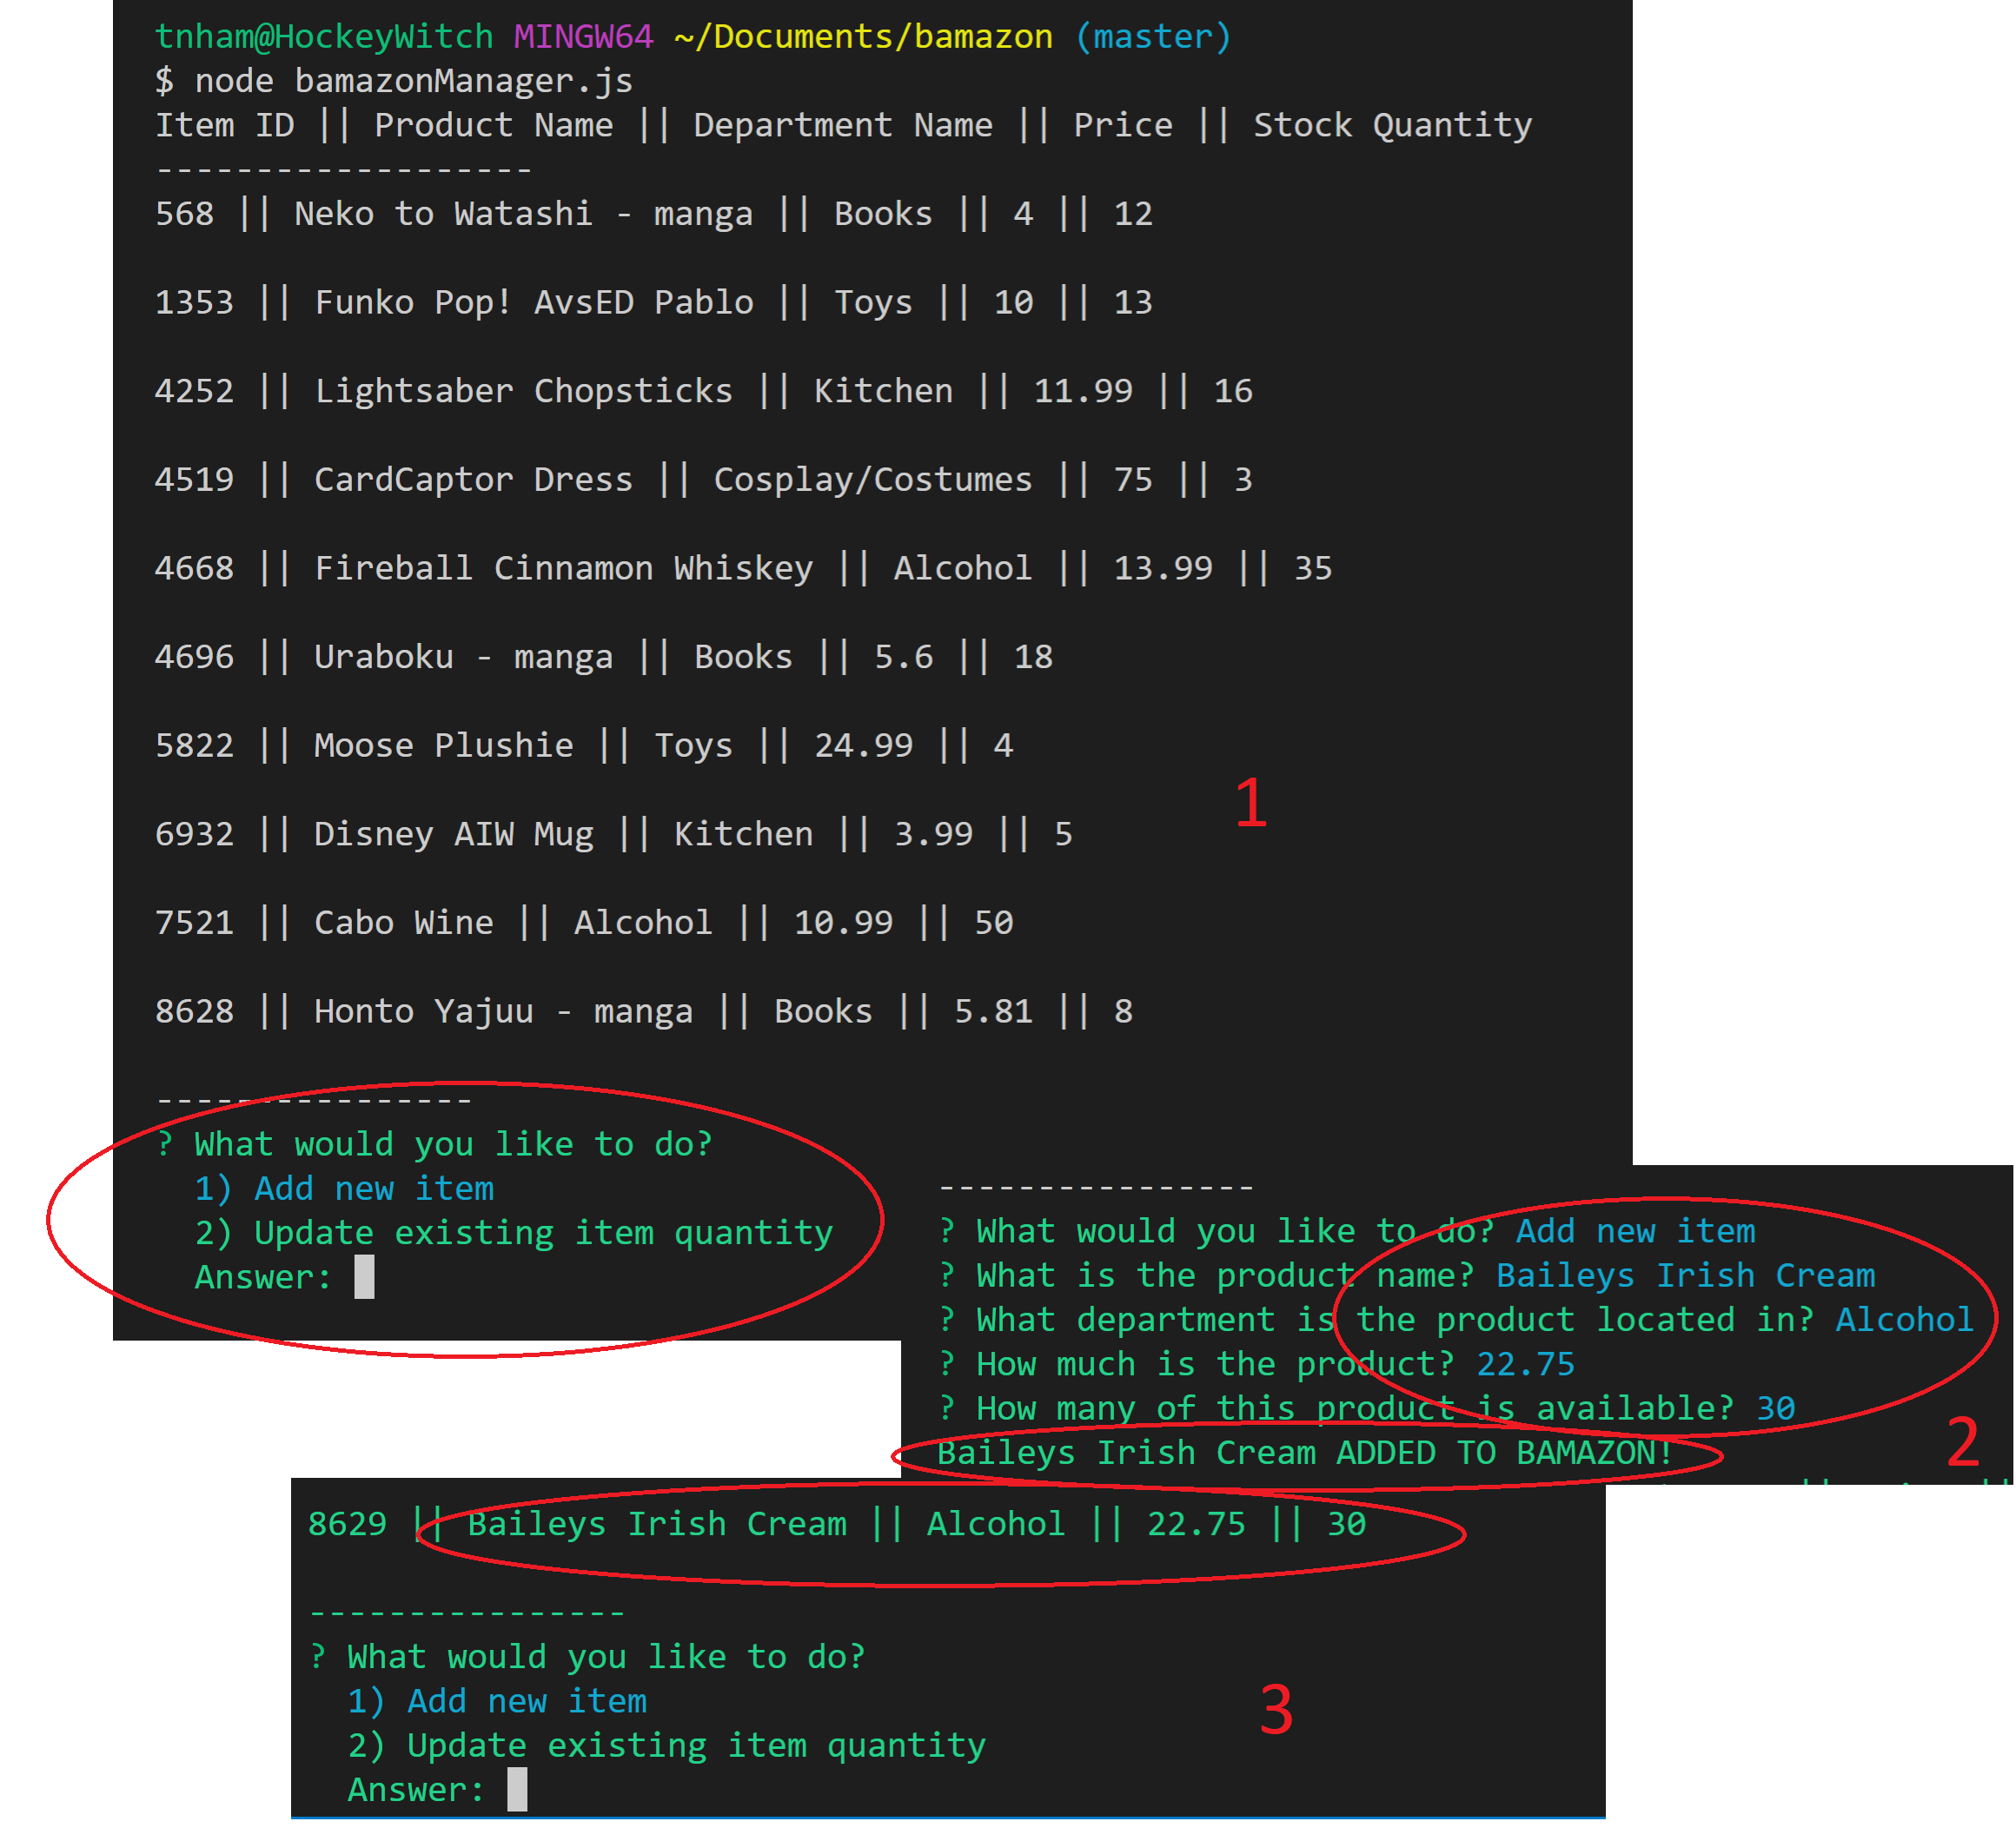 tnham@HockeyWitch MINGW64 ~/Documents/bamazon (master)
$ node bamazonManager.js
Item ID || Product Name || Department Name || Price || Stock Quantity
-------------------
568 || Neko to Watashi - manga || Books || 4 || 12
1353 || Funko Pop! AvsED Pablo || Toys || 10 || 13
4252 || Lightsaber Chopsticks || Kitchen || 11.99 || 16
4519 || CardCaptor Dress || Cosplay/Costumes || 75 || 3
4668 || Fireball Cinnamon Whiskey || Alcohol || 13.99 || 35
4696 || Uraboku - manga || Books || 5.6 || 18
5822 || Moose Plushie || Toys || 24.99 || 4
1
6932 || Disney AIW Mug || Kitchen || 3.99 || 5
7521 || Cabo Wine || Alcohol || 10.99 || 50
8628 || Honto Yajuu - manga || Books || 5.81 || 8
----------------
? What would you like to do?
1) Add new item
2) Update existing item quantity
Answer:
----------------
? What would you like to do? Add new item
? What is the product name? Baileys Irish Cream
? What department is the product located in? Alcohol
? How much is the product? 22.75
? How many of this product is available? 30
Baileys Irish Cream ADDED TO BAMAZON!
2
8629 || Baileys Irish Cream || Alcohol || 22.75 || 30
----------------
? What would you like to do?
1) Add new item
2) Update existing item quantity
Answer:
3